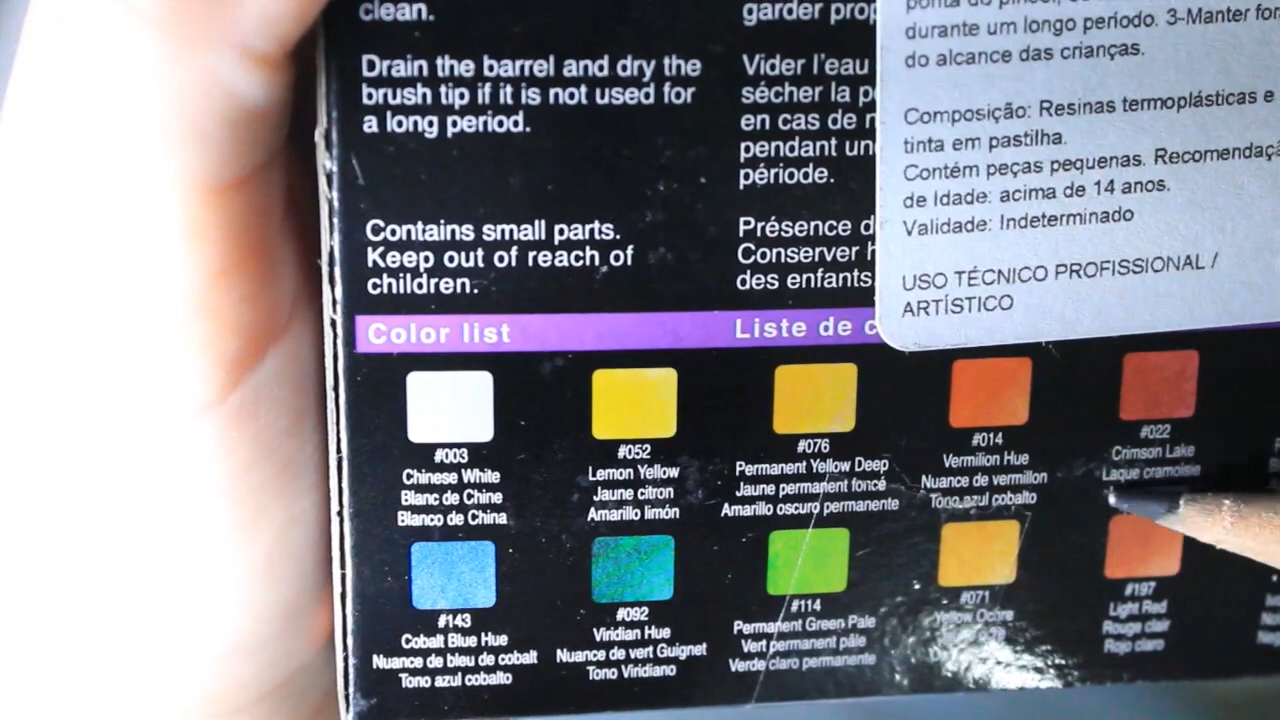 clean.
Drain the barrel and dry the
brush tip if it is not used for
a long period.
Contains small parts.
Keep out of reach of
children.
garder prop
Vider l'eau
sécher la p
en cas de n
pendant un
période.
Présence d
Conserver h
des enfants
durante um longo período. 3-Manter for
do alcance das crianças.
Composição: Resinas termoplásticas e
tinta em pastilha.
Contém peças pequenas. Recomendaçã
de Idade: acima de 14 anos.
Validade: Indeterminado
USO TÉCNICO PROFISSIONAL /
ARTÍSTICO
Color list
Liste de c
#003
Chinese White
Blanc de Chine
Blanco de China
#052
Lemon Yellow
Jaune citron
Amarillo limón
#076
Permanent Yellow Deep
Jaune permanent foncé
Amarillo oscuro permanente
#014
Vermilion Hue
Nuance de vermillon
Tono azul cobalto
#022
Crimson Lake
Laque cramoisie
#143
Cobalt Blue Hue
Nuance de bleu de cobalt
Tono azul cobalto
#092
Viridian Hue
Nuance de vert Guignet
Tono Viridiano
#114
Permanent Green Pale
Vert permanent pâle
Verde claro permanente
#071
Yellow Ochre
#197
Light Red
Rouge clair
Rojo claro